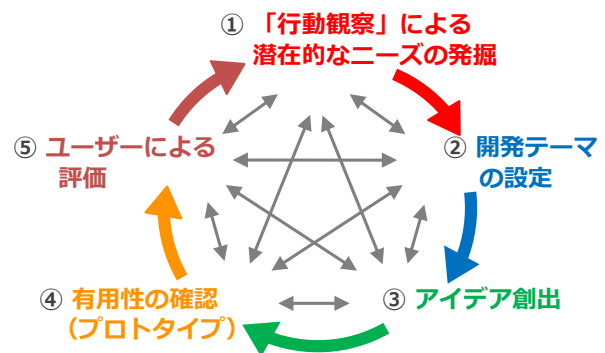 ① 「行動観察」による
潜在的なニーズの発掘
② 開発テーマ
の設定
③ アイデア創出
④ 有用性の確認
（プロトタイプ）
⑤ ユーザーによる
評価